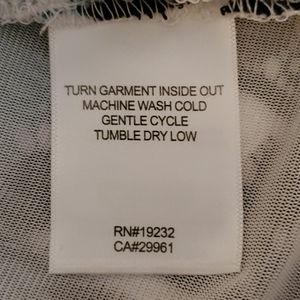 TURN GARMENT INSIDE OUT
MACHINE WASH COLD
GENTLE CYCLE
TUMBLE DRY LOW
RN#19232
CA#29961